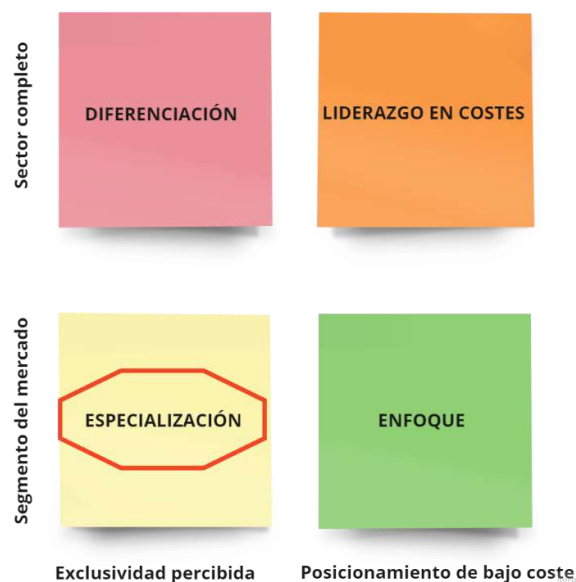 Sector completo
DIFERENCIACIÓN
LIDERAZGO EN COSTES
Segmento del mercado
ESPECIALIZACIÓN
ENFOQUE
Exclusividad percibida
Posicionamiento de bajo coste